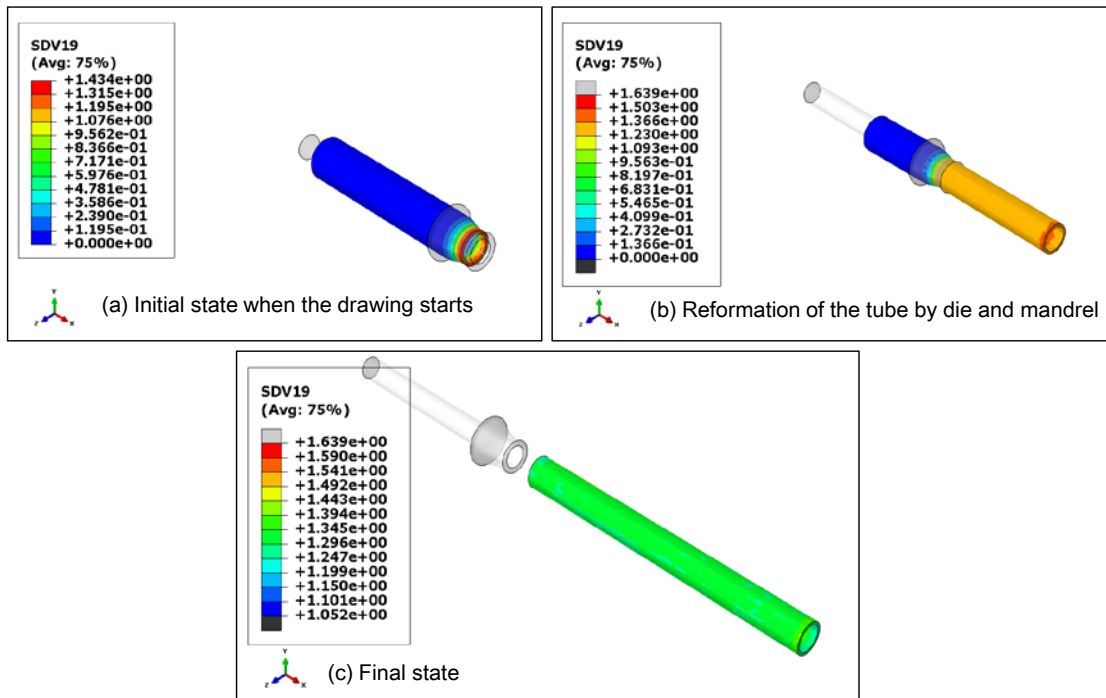 SDV19
(Avg: 75%)
+1.434e+00
+1.315e+00
+1.195e+00
+1.076e+00
+9.562e-01
+8.366e-01
+7.171e-01
+5.976e-01
+4.781e-01
+3.586e-01
+2.390e-01
+1.195e-01
+0.000e+00
Y
Z X
(a) Initial state when the drawing starts
SDV19
(Avg: 75%)
+1.639e+00
+1.503e+00
+1.366e+00
+1.230e+00
+1.093e+00
+9.563e-01
+8.197e-01
+6.831e-01
+5.465e-01
+4.099e-01
+2.732e-01
+1.366e-01
+0.000e+00
Y
Z X
(b) Reformation of the tube by die and mandrel
SDV19
(Avg: 75%)
+1.639e+00
+1.590e+00
+1.541e+00
+1.492e+00
+1.443e+00
+1.394e+00
+1.345e+00
+1.296e+00
+1.247e+00
+1.199e+00
+1.150e+00
+1.101e+00
+1.052e+00
Y
Z X
(c) Final state